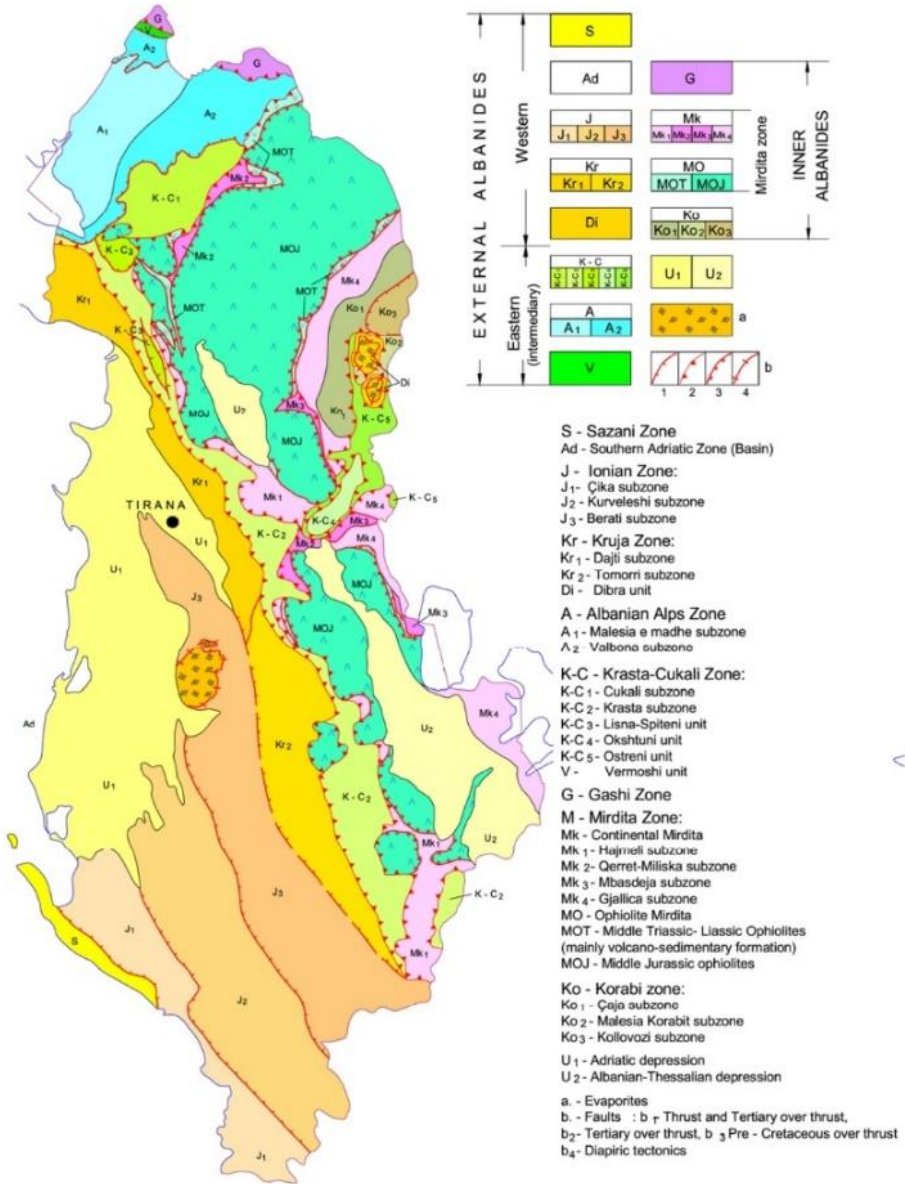 G
V
A2
G
A1
A2
MOT
Mk2
K - C1
MOJ
K - C3
Mk2
MOT
MOT
Mk4
Ko1
Ko3
Kr1
K - C3
Ko2
Di
U2
MOJ
Mk3
Ko1
K - C5
MOJ
Kr1
Mk1
Mk4
K - C5
TIRANA
K-C4
Mk3
K - C2
Mk2
Mk4
U1
U1
MOJ
J3
MOJ
Mk3
Mk4
U2
Ad
Kr2
U1
K - C2
Mk1
U2
J3
K - C2
S
J1
Mk1
J2
J1
EXTERNAL ALBANIDES
Western
Eastern
(intermediary)
S
Ad
G
J
J1 J2 J3
Mk
Mk1 Mk2 Mk3 Mk4
Kr
Kr1 Kr2
MO
MOT MOJ
Di
Ko
Ko1 Ko2 Ko3
Mirdita zone
INNER
ALBANIDES
K - C
U1 U2
A
A1 A2
a
V
b
1 2 3 4
S - Sazani Zone
Ad - Southern Adriatic Zone (Basin)
J - Ionian Zone:
J1- Çika subzone
J2 - Kurveleshi subzone
J3 - Berati subzone
Kr - Kruja Zone:
Kr1 - Dajti subzone
Kr2 - Tomorri subzone
Di - Dibra unit
A - Albanian Alps Zone
A1 - Malesia e madhe subzone
A2 - Valbona subzone
K-C - Krasta-Cukali Zone:
K-C1 - Cukali subzone
K-C2 - Krasta subzone
K-C3 - Lisna-Spiteni unit
K-C4 - Okshtuni unit
K-C5 - Ostreni unit
V - Vermoshi unit
G - Gashi Zone
M - Mirdita Zone:
Mk - Continental Mirdita
Mk1 - Hajmeli subzone
Mk2 - Qerret-Miliska subzone
Mk3 - Mbasdeja subzone
Mk4 - Gjallica subzone
MO - Ophiolite Mirdita
MOT - Middle Triassic- Liassic Ophiolites
(mainly volcano-sedimentary formation)
MOJ - Middle Jurassic ophiolites
Ko - Korabi zone:
Ko1 - Çaja subzone
Ko2 - Malesia Korabit subzone
Ko3 - Kollovozi subzone
U1 - Adriatic depression
U2 - Albanian-Thessalian depression
a. - Evaporites
b. - Faults : b1- Thrust and Tertiary over thrust,
b2- Tertiary over thrust, b3 Pre - Cretaceous over thrust
b4- Diapiric tectonics